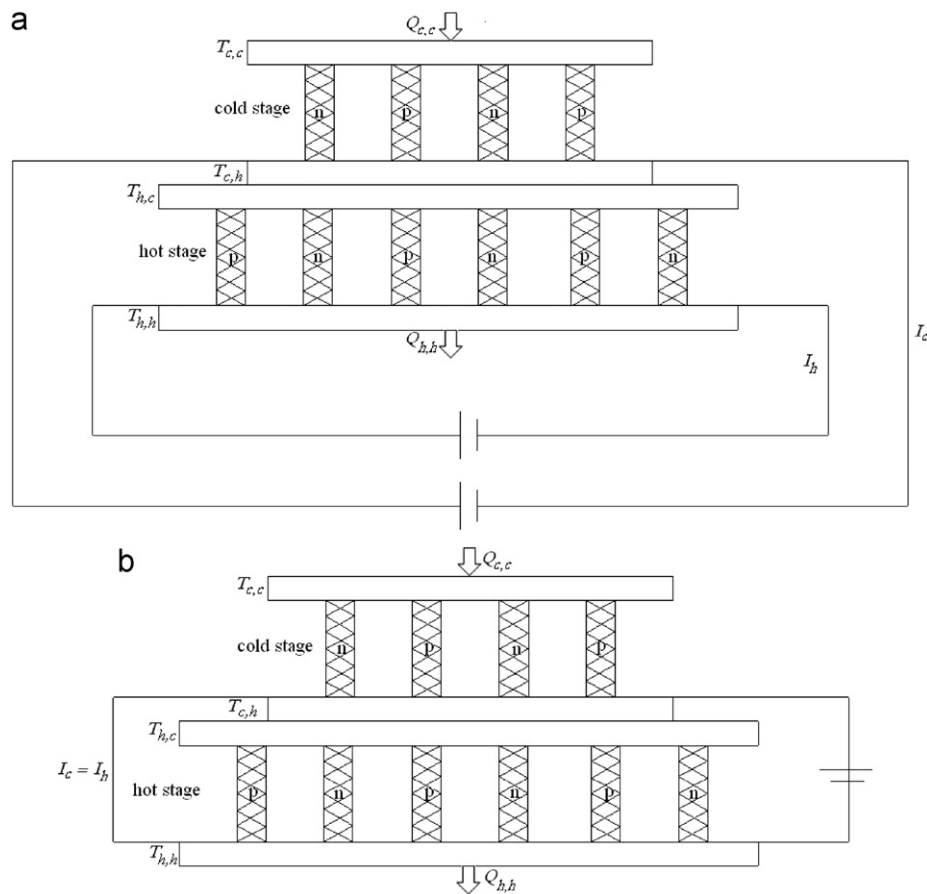 a
Q_{c,c}
T_{c,c}
cold stage
n p n p
T_{c,h}
T_{h,c}
hot stage
p n p n p n
T_{h,h}
Q_{h,h}
I_h
I_c
b
Q_{c,c}
T_{c,c}
cold stage
n p n p
T_{c,h}
T_{h,c}
I_c = I_h
hot stage
p n p n p n
T_{h,h}
Q_{h,h}